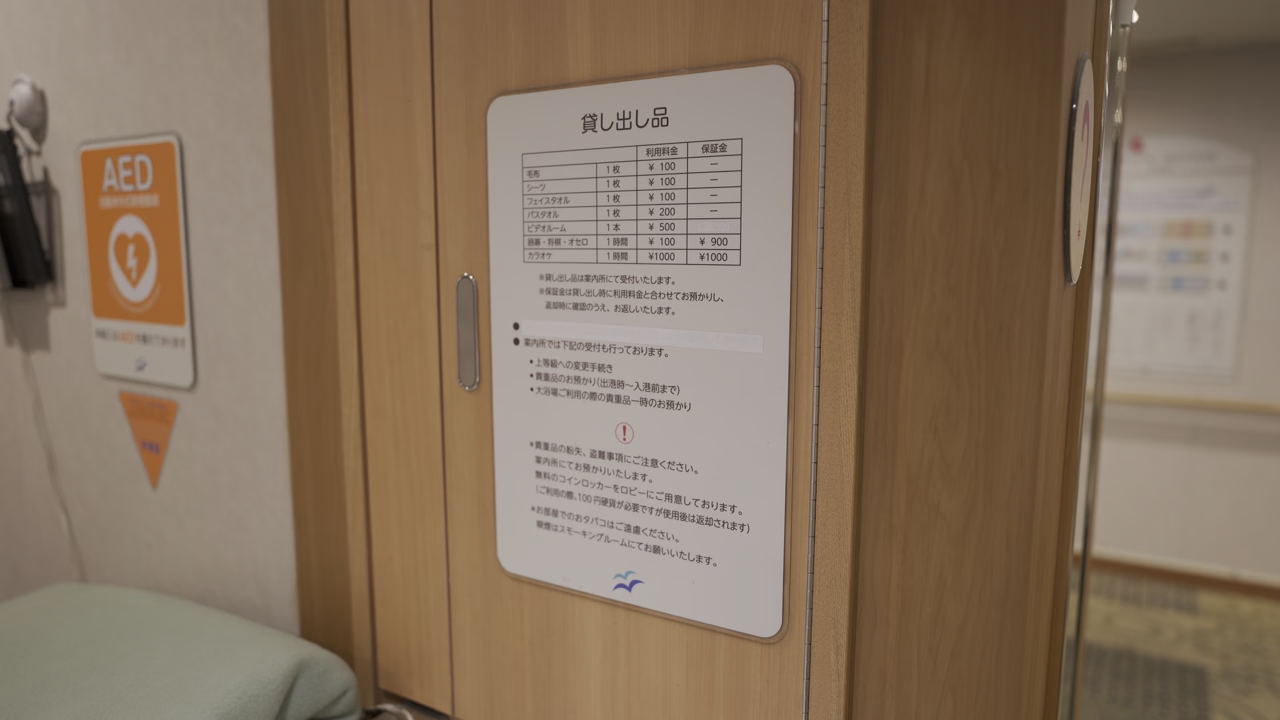 AED
貸し出し品
利用料金 保証金
毛布 1枚 ¥ 100 ー
シーツ 1枚 ¥ 100 ー
フェイスタオル 1枚 ¥ 100 ー
バスタオル 1枚 ¥ 200 ー
ビデオルーム 1本 ¥ 500
囲碁・将棋・オセロ 1時間 ¥ 100 ¥ 900
カラオケ 1時間 ¥1000 ¥1000
※貸し出し品は案内所にて受付いたします。
※保証金は貸し出し時に利用料金と合わせてお預かりし、
返却時に確認のうえ、お返しいたします。
●
● 案内所では下記の受付も行っております。
•上等級への変更手続き
•貴重品のお預かり(出港時〜入港前まで)
•大浴場ご利用の際の貴重品一時のお預かり
!
*貴重品の紛失、盗難事項にご注意ください。
案内所にてお預かりいたします。
無料のコインロッカーをロビーにご用意しております。
(ご利用の際、100円硬貨が必要ですが使用後は返却されます)
*お部屋でのおタバコはご遠慮ください。
喫煙はスモーキングルームにてお願いいたします。
?